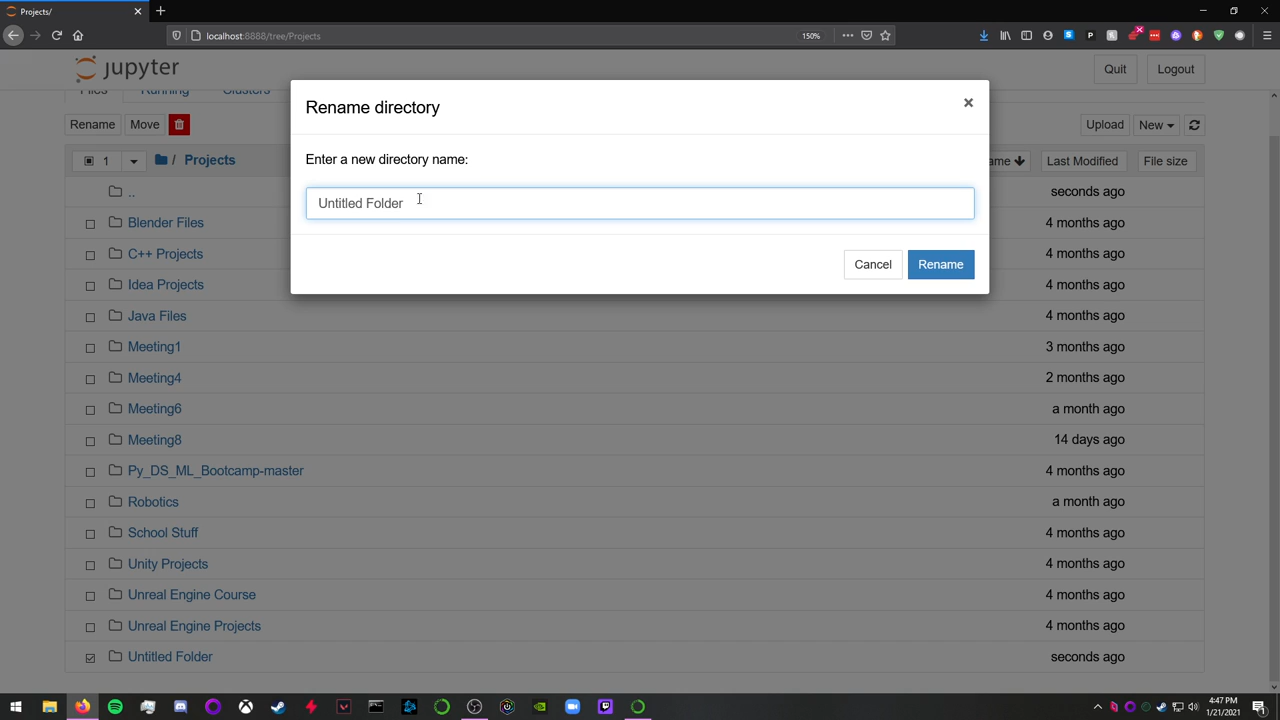 Projects/
localhost:8888/tree/Projects
150%
jupyter
Quit
Logout
Files
Running
Clusters
Rename
Move
Upload
New
1
/ Projects
ame
Last Modified
File size
Rename directory
×
Enter a new directory name:
Untitled Folder
Cancel
Rename
..
seconds ago
Blender Files
4 months ago
C++ Projects
4 months ago
Idea Projects
4 months ago
Java Files
4 months ago
Meeting1
3 months ago
Meeting4
2 months ago
Meeting6
a month ago
Meeting8
14 days ago
Py_DS_ML_Bootcamp-master
4 months ago
Robotics
a month ago
School Stuff
4 months ago
Unity Projects
4 months ago
Unreal Engine Course
4 months ago
Unreal Engine Projects
4 months ago
Untitled Folder
seconds ago
4:47 PM
1/21/2021